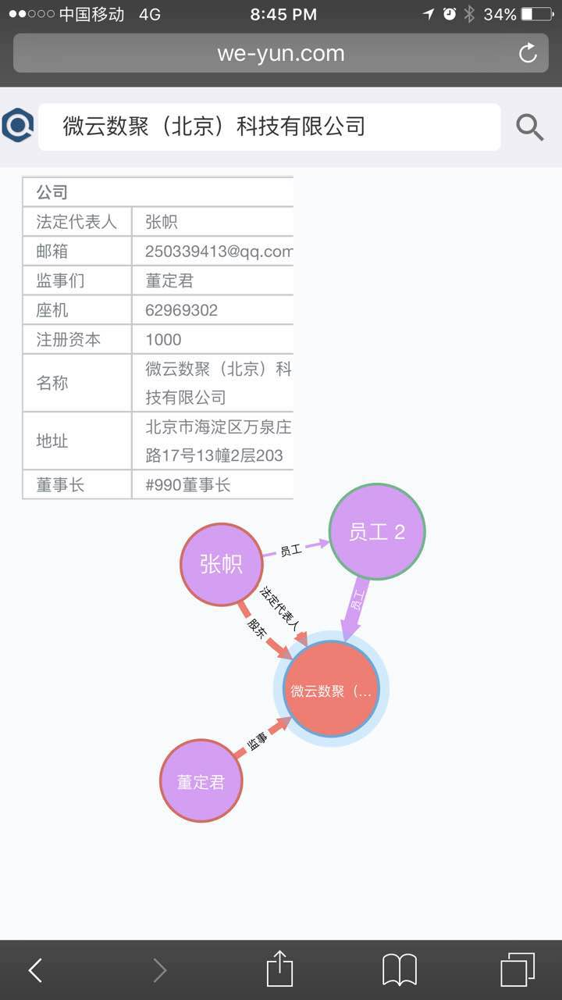 中国移动 4G 8:45 PM 34%
we-yun.com
微云数聚（北京）科技有限公司
公司
法定代表人 张帜
邮箱 250339413@qq.com
监事们 董定君
座机 62969302
注册资本 1000
名称 微云数聚（北京）科
技有限公司
地址 北京市海淀区万泉庄
路17号13幢2层203
董事长 #990董事长
员工 2
张帜
员工
员工
法定代表人
股东
微云数聚（...
监事
董定君